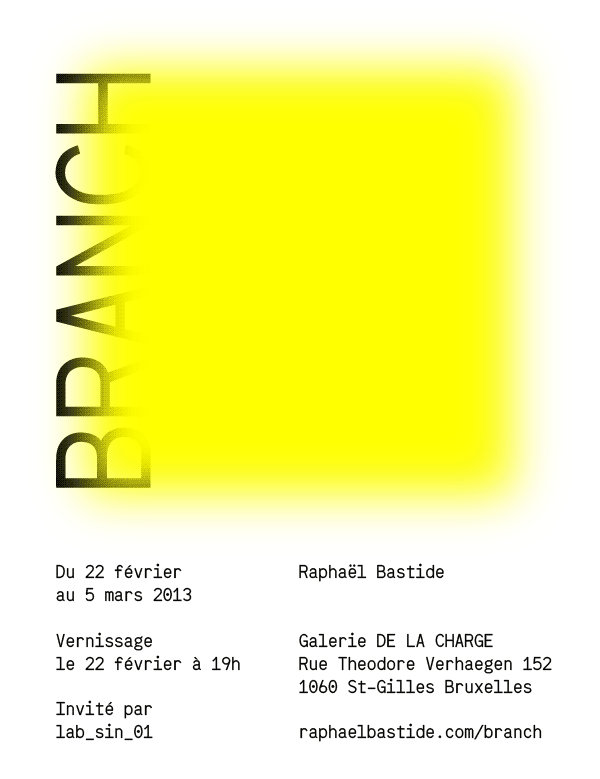 BRANCH
Du 22 février
au 5 mars 2013
Raphaël Bastide
Vernissage
le 22 février à 19h
Galerie DE LA CHARGE
Rue Theodore Verhaegen 152
1060 St-Gilles Bruxelles
Invité par
lab_sin_01
raphaelbastide.com/branch